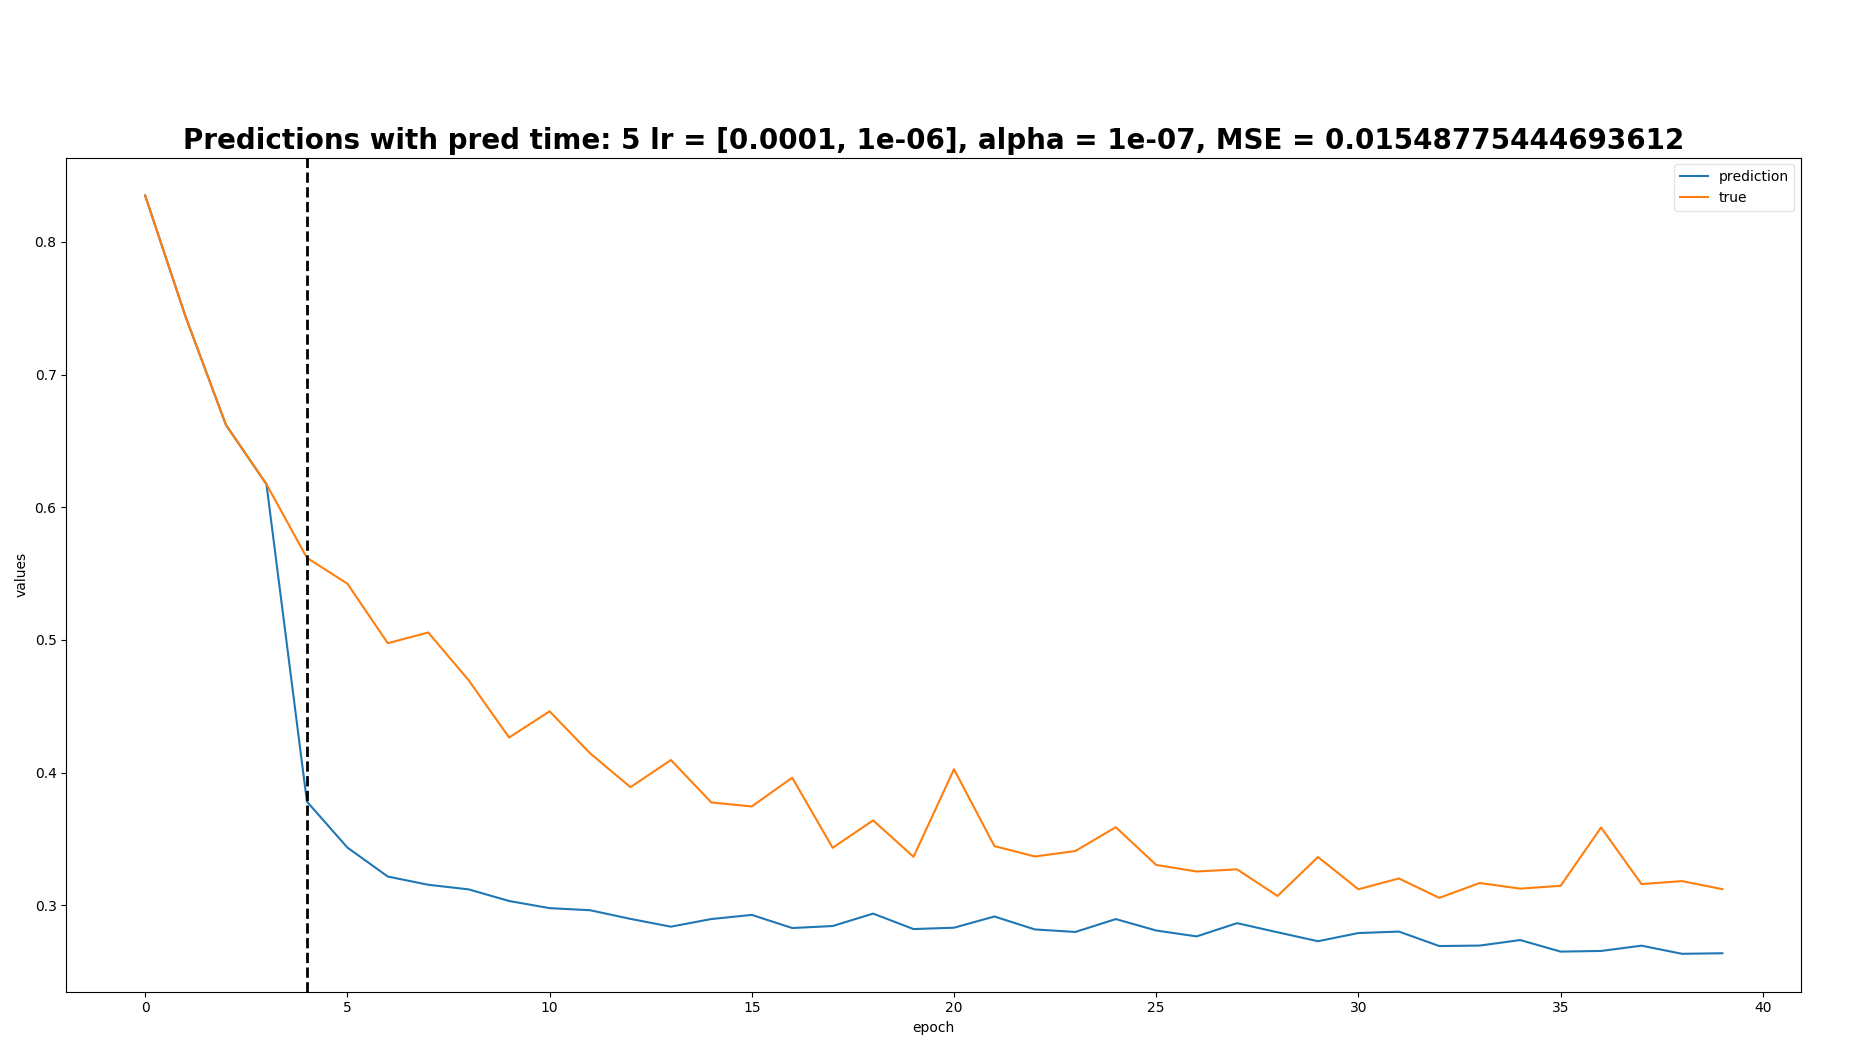 Predictions with pred time: 5 lr = [0.0001, 1e-06], alpha = 1e-07, MSE = 0.01548775444693612
prediction
true
0.8
0.7
0.6
0.5
0.4
0.3
values
0 5 10 15 20 25 30 35 40
epoch